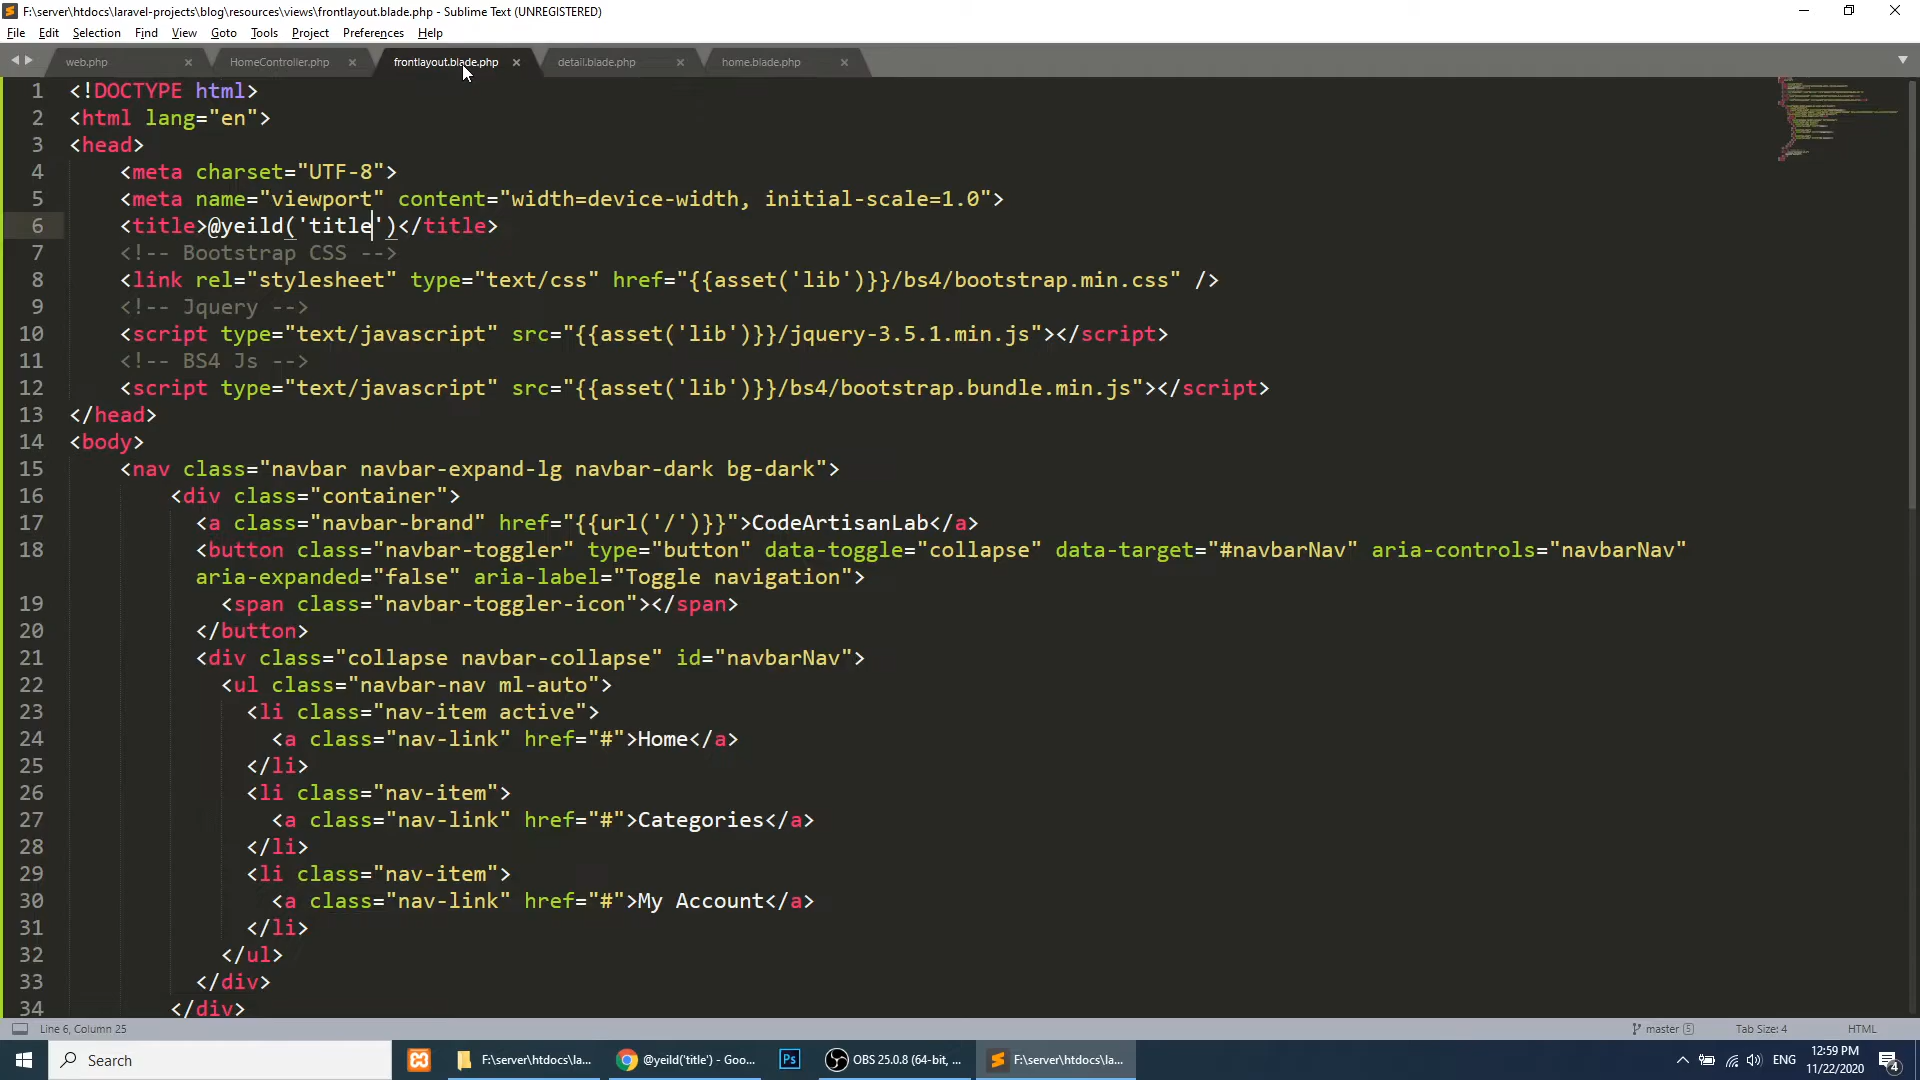 F:\server\htdocs\laravel-projects\blog\resources\views\frontlayout.blade.php - Sublime Text (UNREGISTERED)
File Edit Selection Find View Goto Tools Project Preferences Help
web.php HomeController.php frontlayout.blade.php detail.blade.php home.blade.php
1 <!DOCTYPE html>
2 <html lang="en">
3 <head>
4 <meta charset="UTF-8">
5 <meta name="viewport" content="width=device-width, initial-scale=1.0">
6 <title>@yeild('title')</title>
7 <!-- Bootstrap CSS -->
8 <link rel="stylesheet" type="text/css" href="{{asset('lib')}}/bs4/bootstrap.min.css" />
9 <!-- Jquery -->
10 <script type="text/javascript" src="{{asset('lib')}}/jquery-3.5.1.min.js"></script>
11 <!-- BS4 Js -->
12 <script type="text/javascript" src="{{asset('lib')}}/bs4/bootstrap.bundle.min.js"></script>
13 </head>
14 <body>
15 <nav class="navbar navbar-expand-lg navbar-dark bg-dark">
16 <div class="container">
17 <a class="navbar-brand" href="{{url('/')}}">CodeArtisanLab</a>
18 <button class="navbar-toggler" type="button" data-toggle="collapse" data-target="#navbarNav" aria-controls="navbarNav"
aria-expanded="false" aria-label="Toggle navigation">
19 <span class="navbar-toggler-icon"></span>
20 </button>
21 <div class="collapse navbar-collapse" id="navbarNav">
22 <ul class="navbar-nav ml-auto">
23 <li class="nav-item active">
24 <a class="nav-link" href="#">Home</a>
25 </li>
26 <li class="nav-item">
27 <a class="nav-link" href="#">Categories</a>
28 </li>
29 <li class="nav-item">
30 <a class="nav-link" href="#">My Account</a>
31 </li>
32 </ul>
33 </div>
34 </div>
Line 6, Column 25 master 5 Tab Size: 4 HTML
Search F:\server\htdocs\la... @yeild('title') - Goo... Ps OBS 25.0.8 (64-bit, ... F:\server\htdocs\la... ENG 12:59 PM
11/22/2020 4